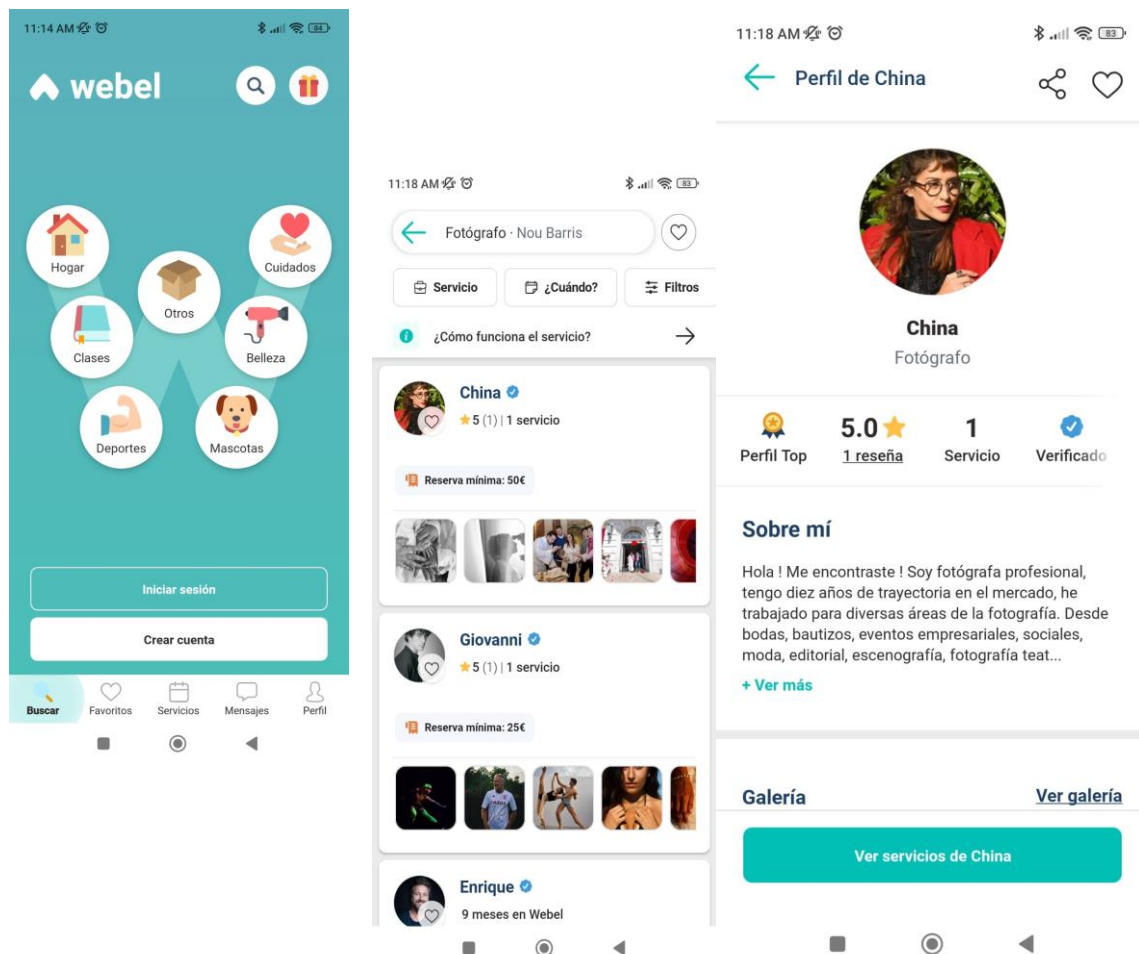 11:14 AM
84
webel
Hogar
Cuidados
Otros
Clases
Belleza
Deportes
Mascotas
Iniciar sesión
Crear cuenta
Buscar
Favoritos
Servicios
Mensajes
Perfil
11:18 AM
83
Fotógrafo · Nou Barris
Servicio
¿Cuándo?
Filtros
¿Cómo funciona el servicio?
China
5 (1) | 1 servicio
Reserva mínima: 50€
Giovanni
5 (1) | 1 servicio
Reserva mínima: 25€
Enrique
9 meses en Webel
11:18 AM
83
Perfil de China
China
Fotógrafo
Perfil Top
5.0
1 reseña
1
Servicio
Verificado
Sobre mí
Hola ! Me encontraste ! Soy fotógrafa profesional,
tengo diez años de trayectoria en el mercado, he
trabajado para diversas áreas de la fotografía. Desde
bodas, bautizos, eventos empresariales, sociales,
moda, editorial, escenografía, fotografía teat...
+ Ver más
Galería
Ver galería
Ver servicios de China